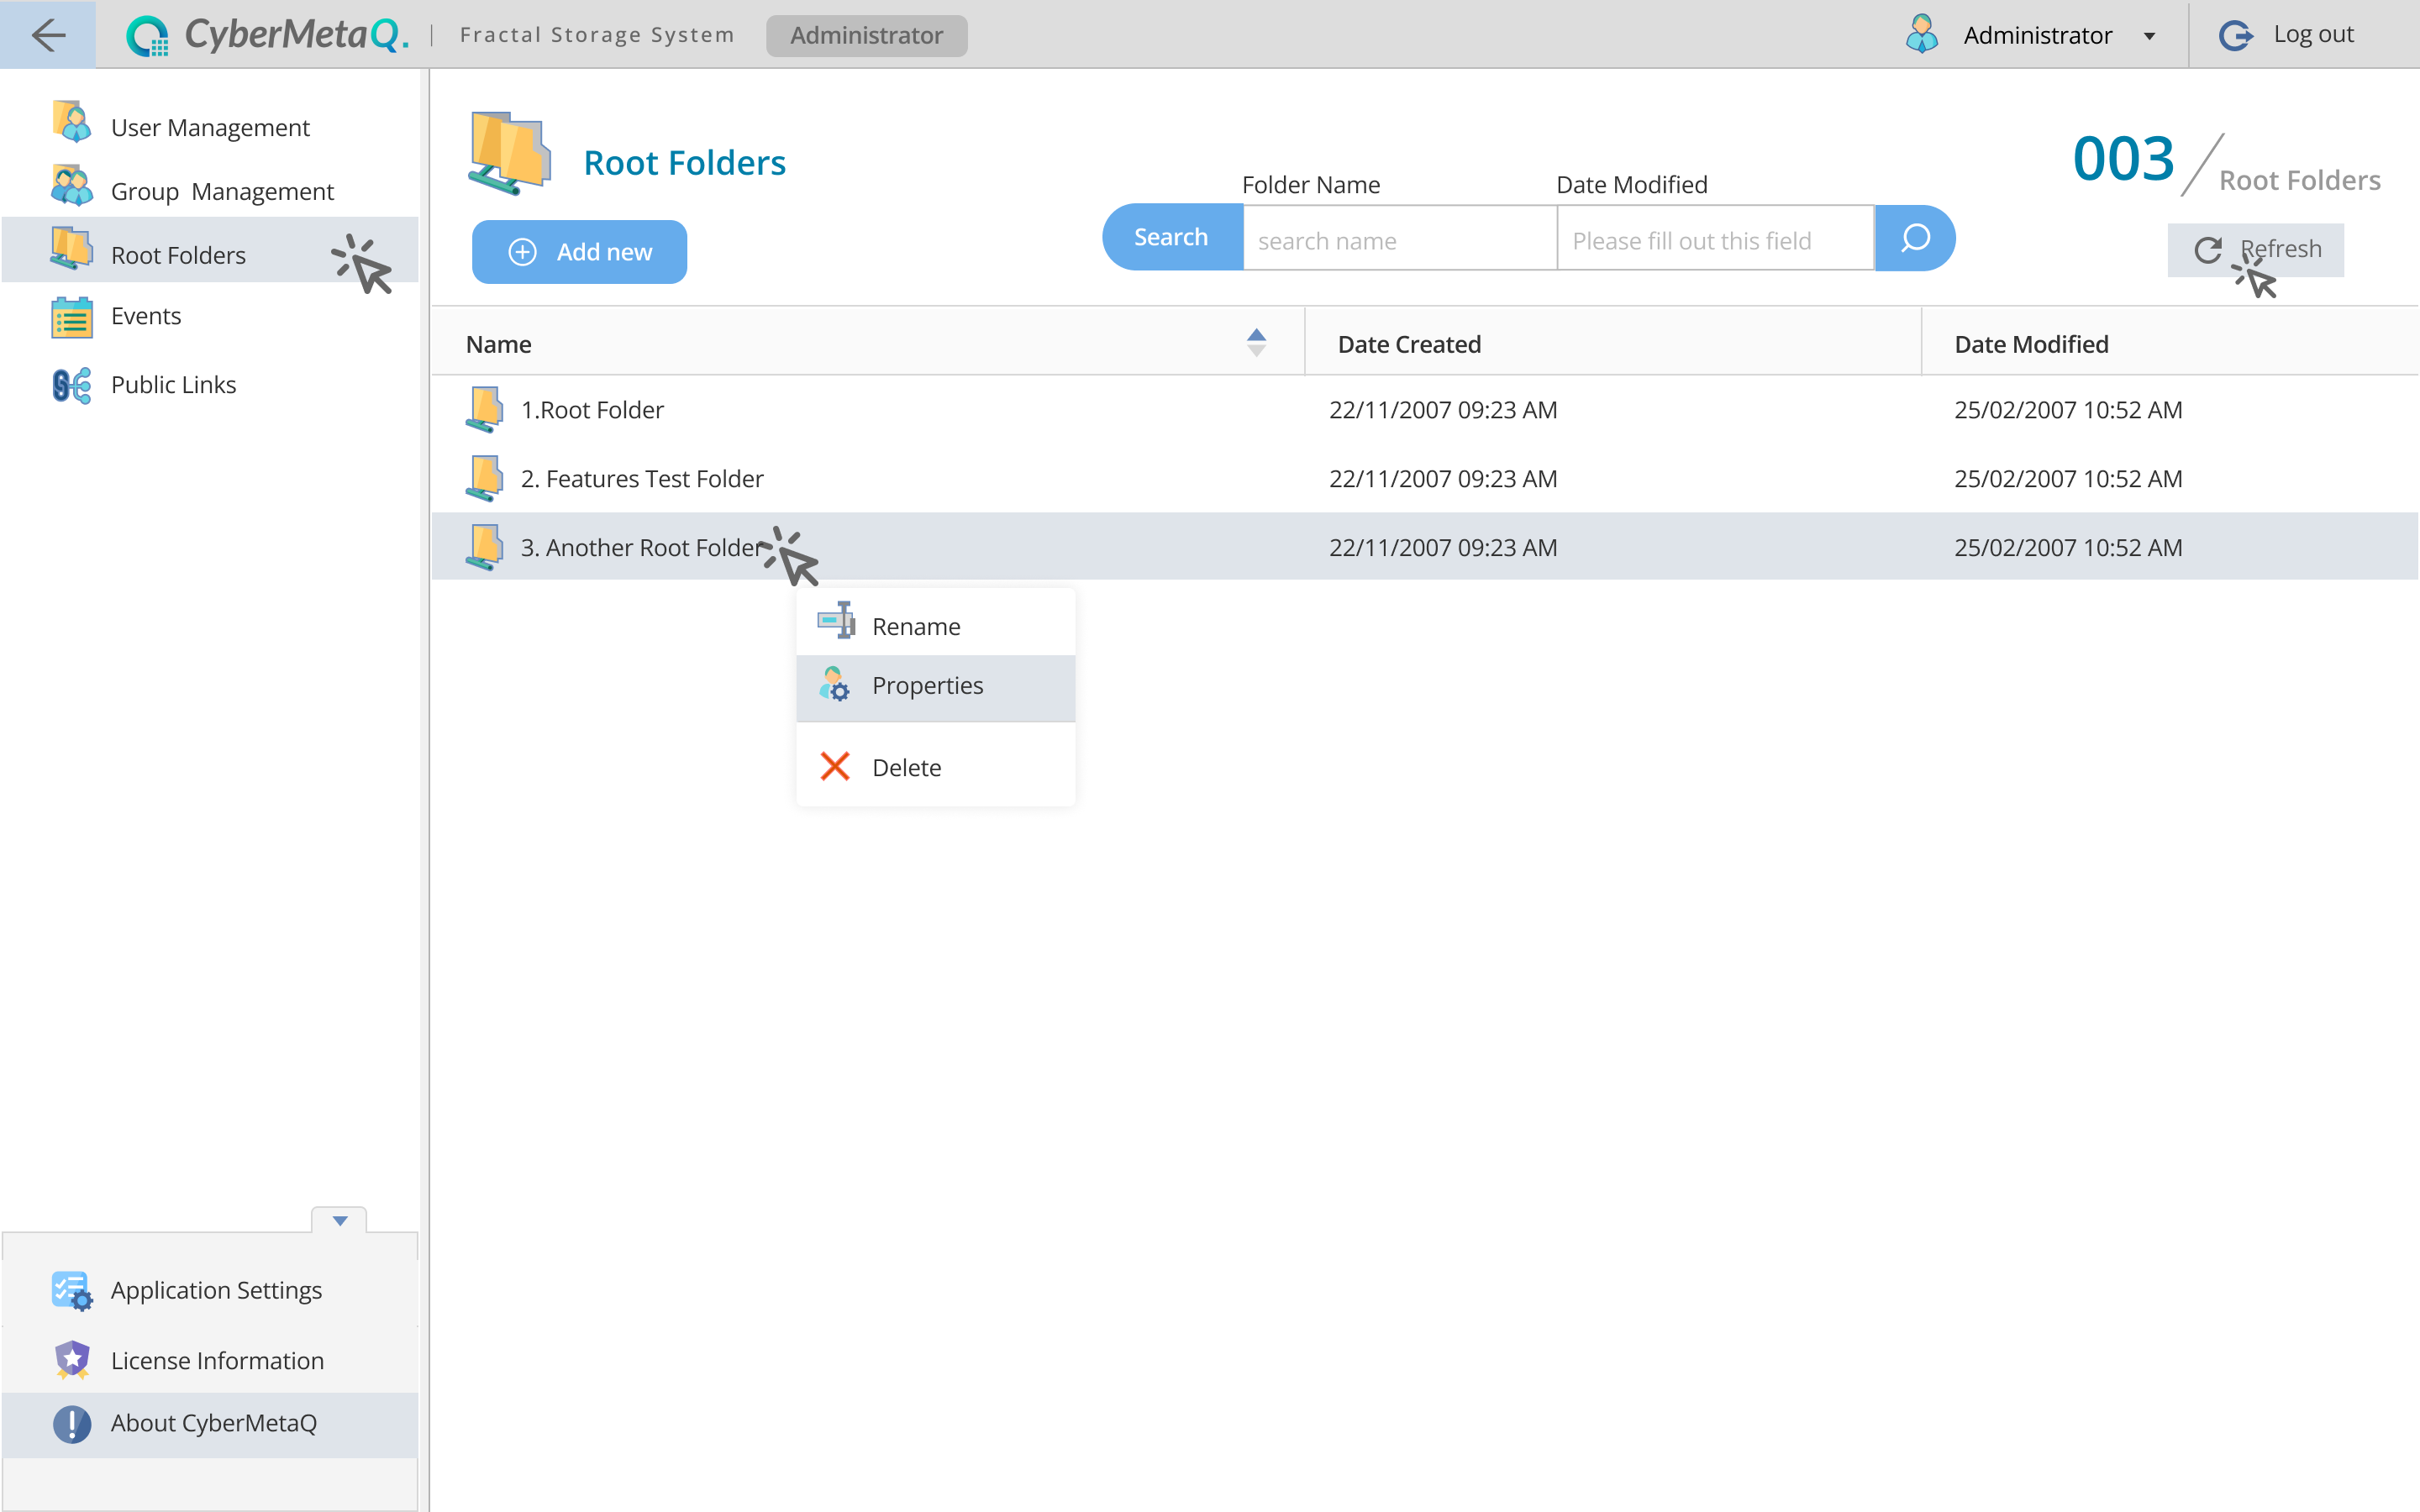 CyberMetaQ. | Fractal Storage System Administrator Administrator Log out
User Management
Group Management
Root Folders
Events
Public Links
Application Settings
License Information
About CyberMetaQ
Root Folders
Add new
Folder Name Date Modified
Search search name Please fill out this field
003 / Root Folders
Refresh
Name Date Created Date Modified
1.Root Folder 22/11/2007 09:23 AM 25/02/2007 10:52 AM
2. Features Test Folder 22/11/2007 09:23 AM 25/02/2007 10:52 AM
3. Another Root Folder 22/11/2007 09:23 AM 25/02/2007 10:52 AM
Rename
Properties
Delete